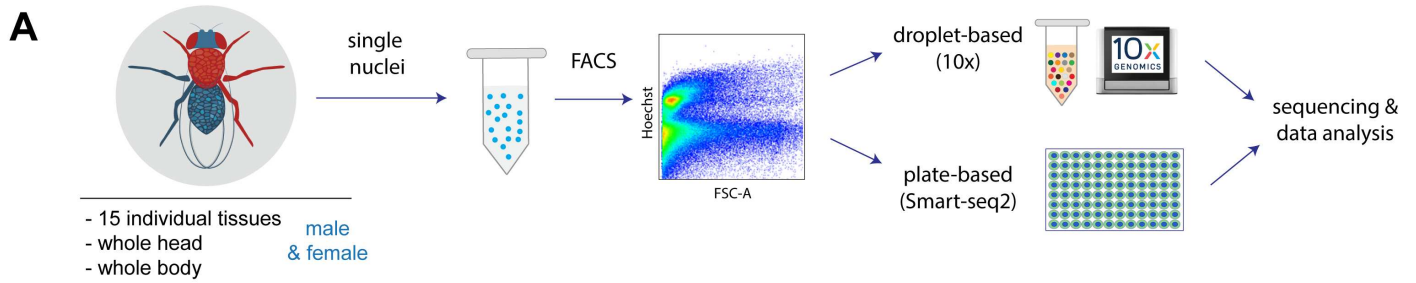 A
single
nuclei
FACS
Hoechst
FSC-A
droplet-based
(10x)
10x
GENOMICS
plate-based
(Smart-seq2)
sequencing &
data analysis
- 15 individual tissues
- whole head
- whole body
male
& female